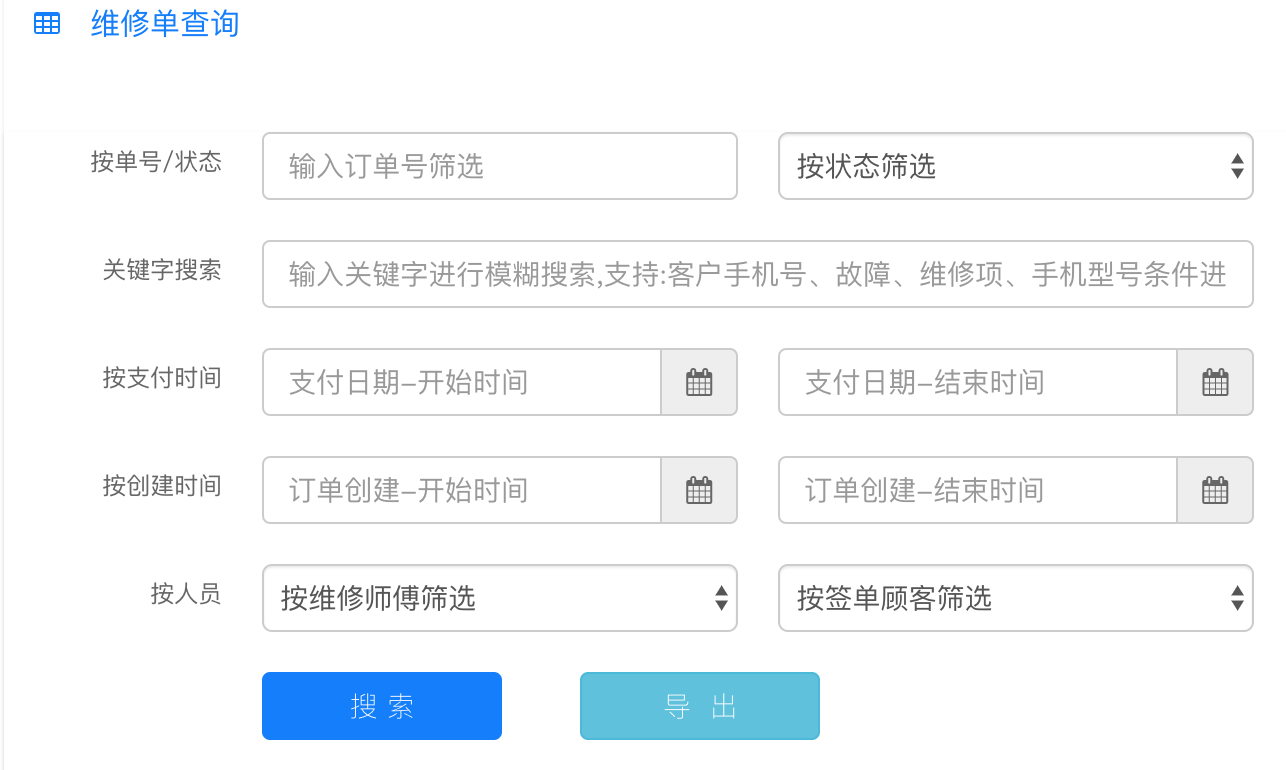 维修单查询
按单号/状态 输入订单号筛选 按状态筛选
关键字搜索 输入关键字进行模糊搜索,支持:客户手机号、故障、维修项、手机型号条件进
按支付时间 支付日期-开始时间 支付日期-结束时间
按创建时间 订单创建-开始时间 订单创建-结束时间
按人员 按维修师傅筛选 按签单顾客筛选
搜 索 导 出